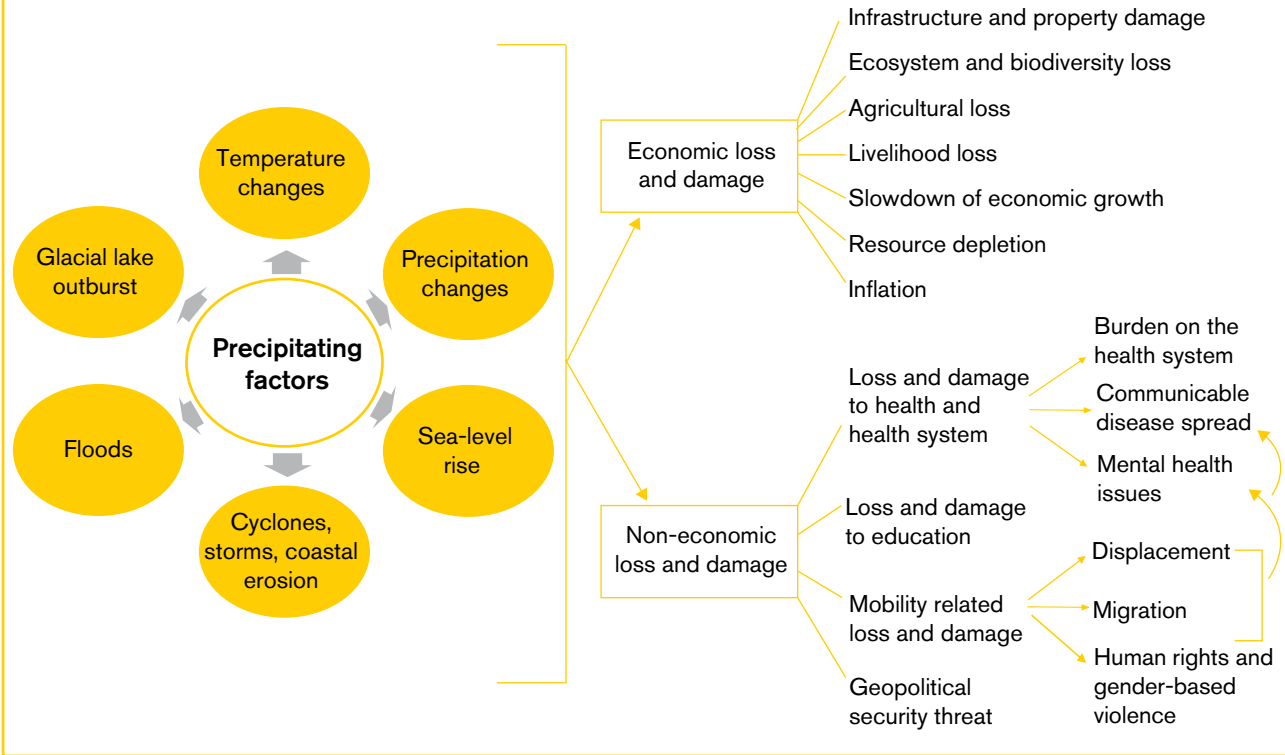 Temperature
changes
Precipitation
changes
Sea-level
rise
Cyclones,
storms, coastal
erosion
Floods
Glacial lake
outburst
Precipitating
factors
Economic loss
and damage
Infrastructure and property damage
Ecosystem and biodiversity loss
Agricultural loss
Livelihood loss
Slowdown of economic growth
Resource depletion
Inflation
Non-economic
loss and damage
Loss and damage
to health and
health system
Burden on the
health system
Communicable
disease spread
Mental health
issues
Loss and damage
to education
Mobility related
loss and damage
Displacement
Migration
Human rights and
gender-based
violence
Geopolitical
security threat